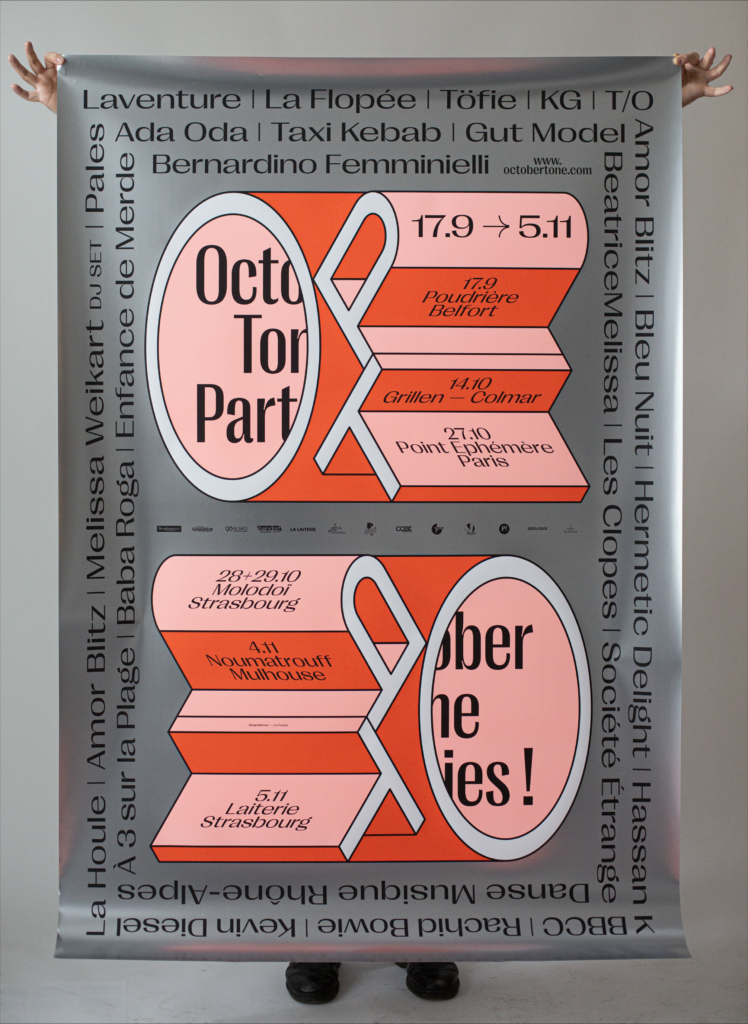 Laventure | La Flopée | Töfie | KG | T/O
Ada Oda | Taxi Kebab | Gut Model
Bernardino Femminielli
www.
octobertone.com
Amor Blitz | Bleu Nuit | Hermetic Delight | Hassan K
BeatriceMelissa | Les Clopes | Société Étrange
BBCC | Rachid Bowie | Kevin Diesel
Danse Musique Rhône-Alpes
La Houle | Amor Blitz | Melissa Weikart DJ SET | Pales
À 3 sur la Plage | Baba Roga | Enfance de Merde
Octo
Ton
Part
17.9 → 5.11
17.9
Poudrière
Belfort
14.10
Grillen — Colmar
27.10
Point Ephémère
Paris
LA LAITERIE
28+29.10
Molodoï
Strasbourg
4.11
Noumatrouff
Mulhouse
5.11
Laiterie
Strasbourg
ober
ne
ies !